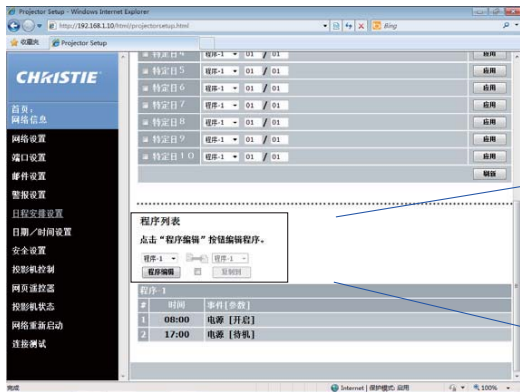 Projector Setup - Windows Internet Explorer
http://192.168.1.10/html/projectorsetup.html
Bing
收藏夹 Projector Setup
CHRISTIE
首页:
网络信息
网络设置
端口设置
邮件设置
警报设置
日程安排设置
日期/时间设置
安全设置
投影机控制
网页遥控器
投影机状态
网络重新启动
连接测试
特定日4 程序-1 01 / 01 应用
特定日5 程序-1 01 / 01 应用
特定日6 程序-1 01 / 01 应用
特定日7 程序-1 01 / 01 应用
特定日8 程序-1 01 / 01 应用
特定日9 程序-1 01 / 01 应用
特定日10 程序-1 01 / 01 应用
刷新
程序列表
点击“程序编辑”按钮编辑程序。
程序-1 程序-1
程序编辑 复制到
程序-1
# 时间 事件[参数]
1 08:00 电源 [开启]
2 17:00 电源 [待机]
完成
Internet | 保护模式: 启用
100%